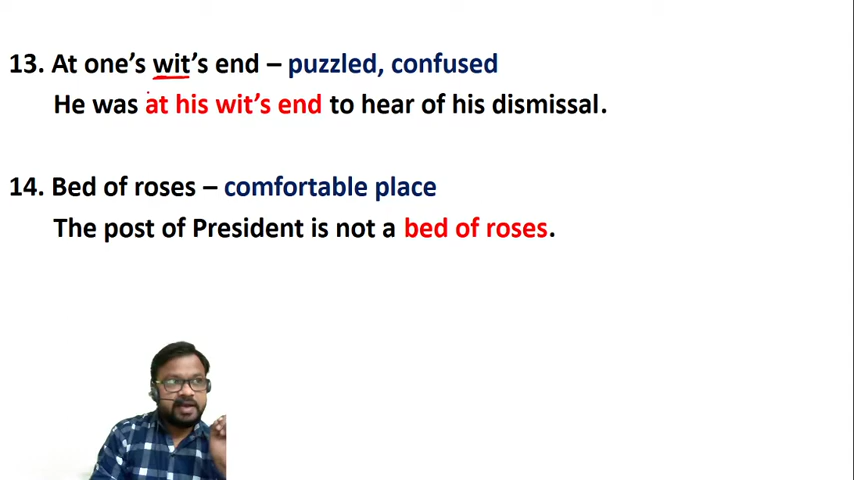 13. At one’s wit’s end – puzzled, confused
He was at his wit’s end to hear of his dismissal.
14. Bed of roses – comfortable place
The post of President is not a bed of roses.